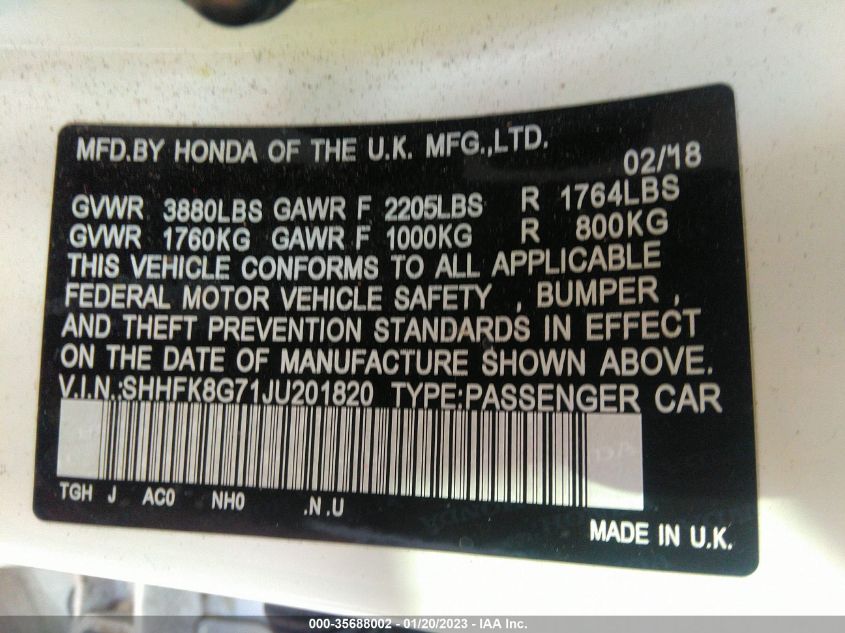 MFD.BY HONDA OF THE U.K. MFG.,LTD.
02/18
GVWR 3880LBS GAWR F 2205LBS R 1764LBS
GVWR 1760KG GAWR F 1000KG R 800KG
THIS VEHICLE CONFORMS TO ALL APPLICABLE
FEDERAL MOTOR VEHICLE SAFETY , BUMPER ,
AND THEFT PREVENTION STANDARDS IN EFFECT
ON THE DATE OF MANUFACTURE SHOWN ABOVE.
V.I.N.:SHHFK8G71JU201820 TYPE:PASSENGER CAR
TGH J AC0 NH0 .N.U
MADE IN U.K.
000-35688002 - 01/20/2023 - IAA Inc.